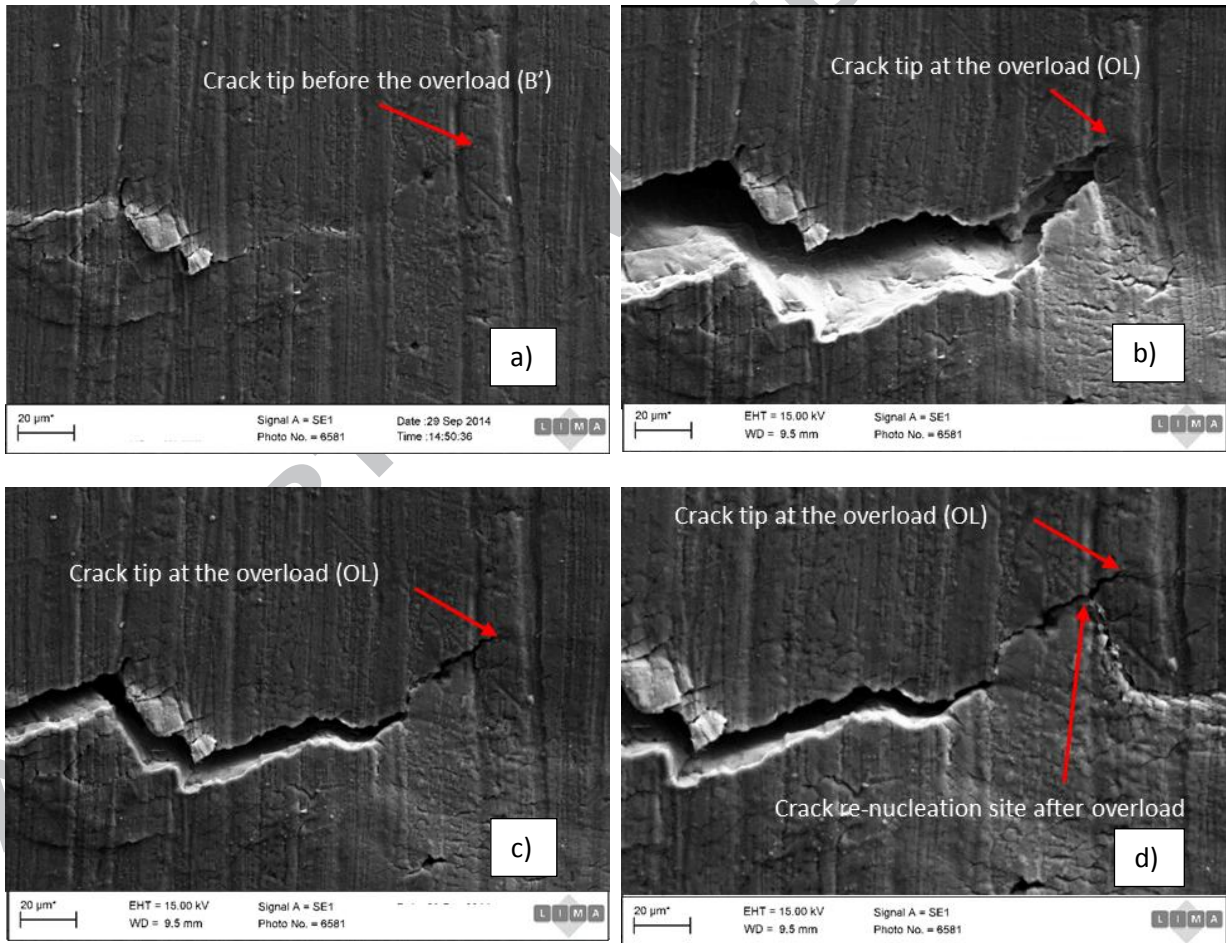 Crack tip before the overload (B’)
a)
20 µm*
Signal A = SE1
Photo No. = 6581
Date :29 Sep 2014
Time :14:50:36
L I M A
Crack tip at the overload (OL)
b)
20 µm*
EHT = 15.00 kV
WD = 9.5 mm
Signal A = SE1
Photo No. = 6581
L I M A
Crack tip at the overload (OL)
c)
20 µm*
EHT = 15.00 kV
WD = 9.5 mm
Signal A = SE1
Photo No. = 6581
L I M A
Crack tip at the overload (OL)
Crack re-nucleation site after overload
d)
20 µm*
EHT = 15.00 kV
WD = 9.5 mm
Signal A = SE1
Photo No. = 6581
L I M A